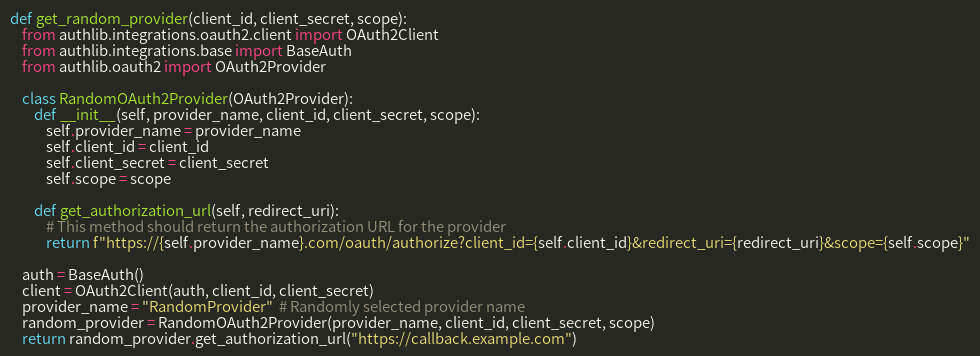 def get_random_provider(client_id, client_secret, scope):
    from authlib.integrations.oauth2.client import OAuth2Client
    from authlib.integrations.base import BaseAuth
    from authlib.oauth2 import OAuth2Provider

    class RandomOAuth2Provider(OAuth2Provider):
        def __init__(self, provider_name, client_id, client_secret, scope):
            self.provider_name = provider_name
            self.client_id = client_id
            self.client_secret = client_secret
            self.scope = scope

        def get_authorization_url(self, redirect_uri):
            # This method should return the authorization URL for the provider
            return f"https://{self.provider_name}.com/oauth/authorize?client_id={self.client_id}&redirect_uri={redirect_uri}&scope={self.scope}"

    auth = BaseAuth()
    client = OAuth2Client(auth, client_id, client_secret)
    provider_name = "RandomProvider"  # Randomly selected provider name
    random_provider = RandomOAuth2Provider(provider_name, client_id, client_secret, scope)
    return random_provider.get_authorization_url("https://callback.example.com")